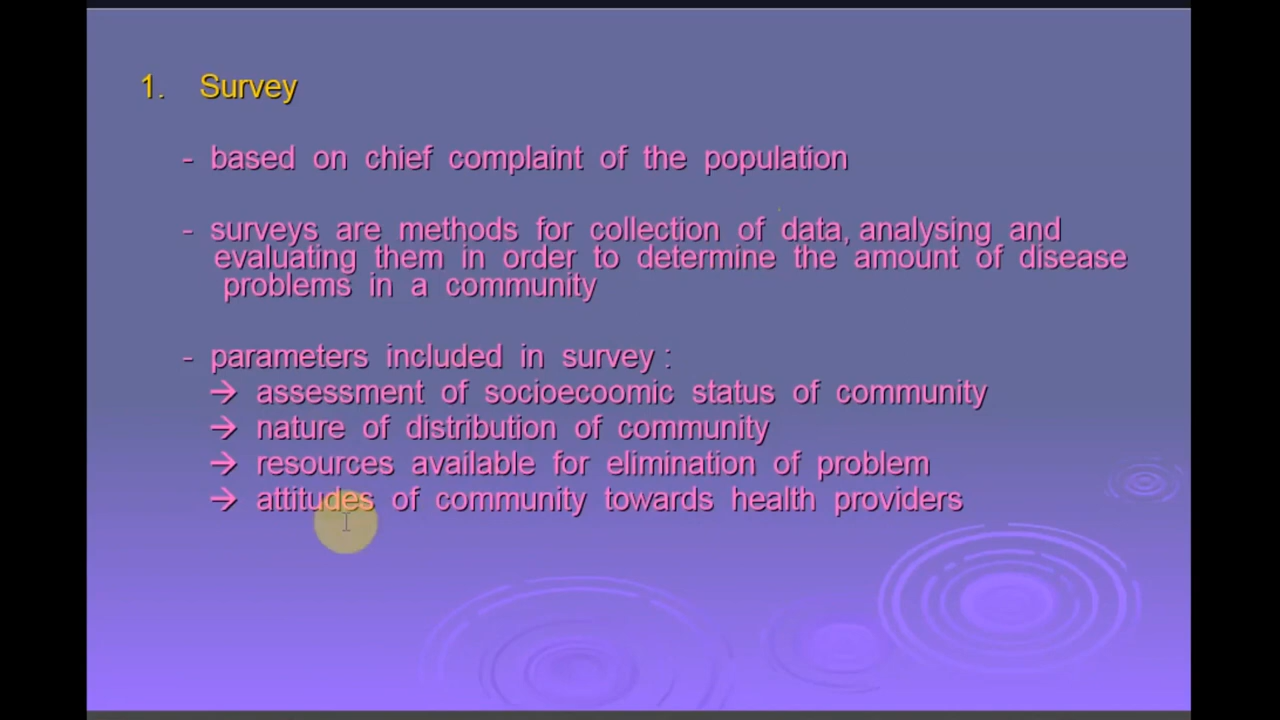 1. Survey
- based on chief complaint of the population
- surveys are methods for collection of data, analysing and
evaluating them in order to determine the amount of disease
problems in a community
- parameters included in survey :
→ assessment of socioecoomic status of community
→ nature of distribution of community
→ resources available for elimination of problem
→ attitudes of community towards health providers